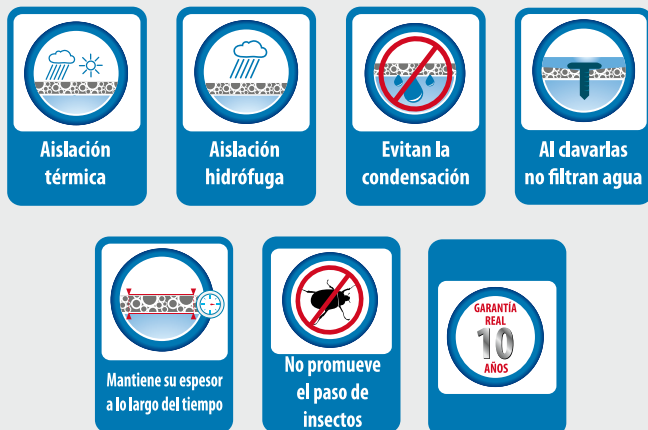 Aislación
térmica
Aislación
hidrófuga
Evitan la
condensación
Al clavarlas
no filtran agua
Mantiene su espesor
a lo largo del tiempo
No promueve
el paso de
insectos
GARANTÍA
REAL
10
AÑOS